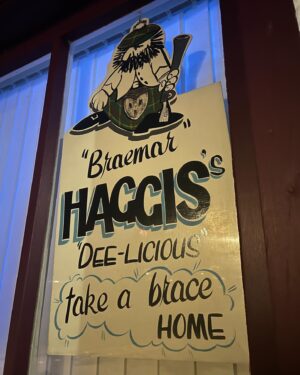 "Braemar"
HAGGIS's
"DEE-LICIOUS"
take a brace
HOME